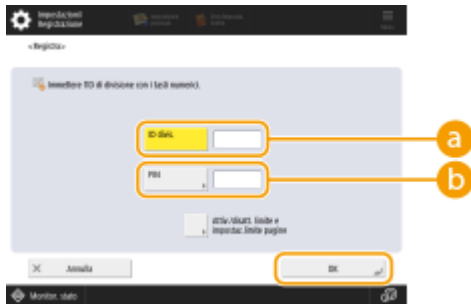 Impostazioni/
Registrazione
<Registra>
Immettere l'ID di divisione con i tasti numerici.
ID divis.
a
PIN
b
Attiv./disatt. limite e
impostaz. limite pagine
Annulla
OK
Monitor. stato